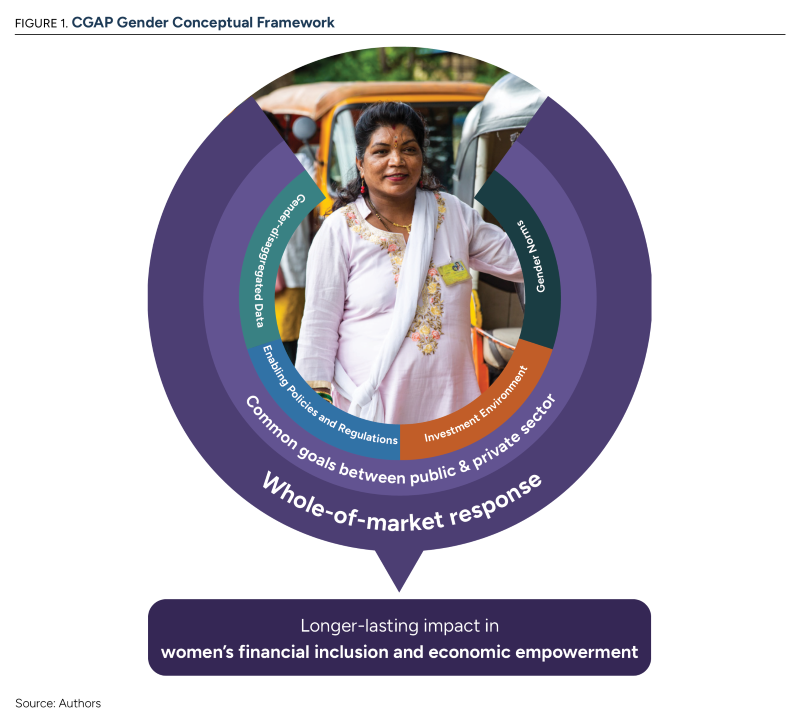 FIGURE 1. CGAP Gender Conceptual Framework
Gender-disaggregated Data
Gender Norms
Enabling Policies and Regulations
Investment Environment
Common goals between public & private sector
Whole-of-market response
Longer-lasting impact in
women’s financial inclusion and economic empowerment
Source: Authors